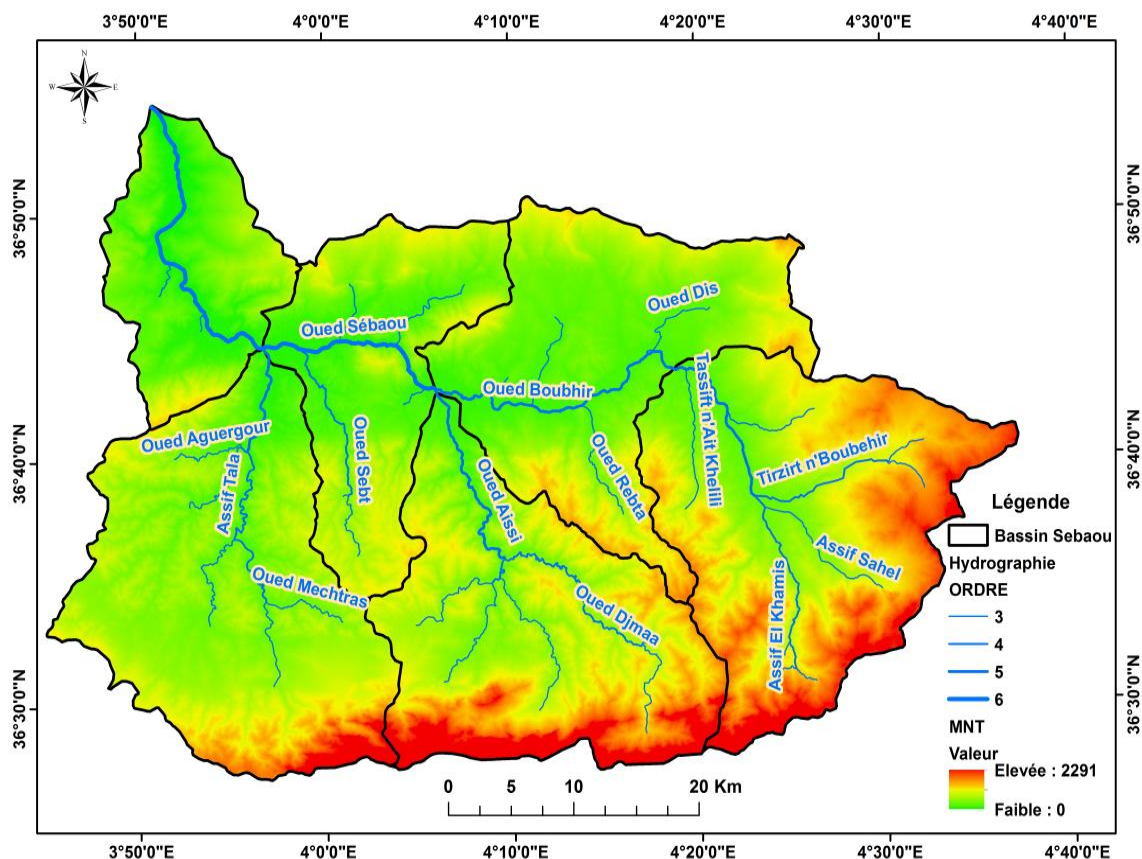 3°50'0"E 4°0'0"E 4°10'0"E 4°20'0"E 4°30'0"E 4°40'0"E
N
W E
S
36°50'0"N 36°50'0"N
Oued Dis
Oued Sébaou
Oued Boubhir
Tassift n'Ait Khelili
Oued Aguergour
Oued Sebt
Tirzirt n'Boubehir
36°40'0"N 36°40'0"N
Assif Tala
Oued Aissi
Oued Rebta
Assif Sahel
Oued Mechtras
Oued Djmaa
Assif El Khamis
36°30'0"N 36°30'0"N
Légende
Bassin Sebaou
Hydrographie
ORDRE
3
4
5
6
MNT
Valeur
Elevée : 2291
Faible : 0
0 5 10 20 Km
3°50'0"E 4°0'0"E 4°10'0"E 4°20'0"E 4°30'0"E 4°40'0"E